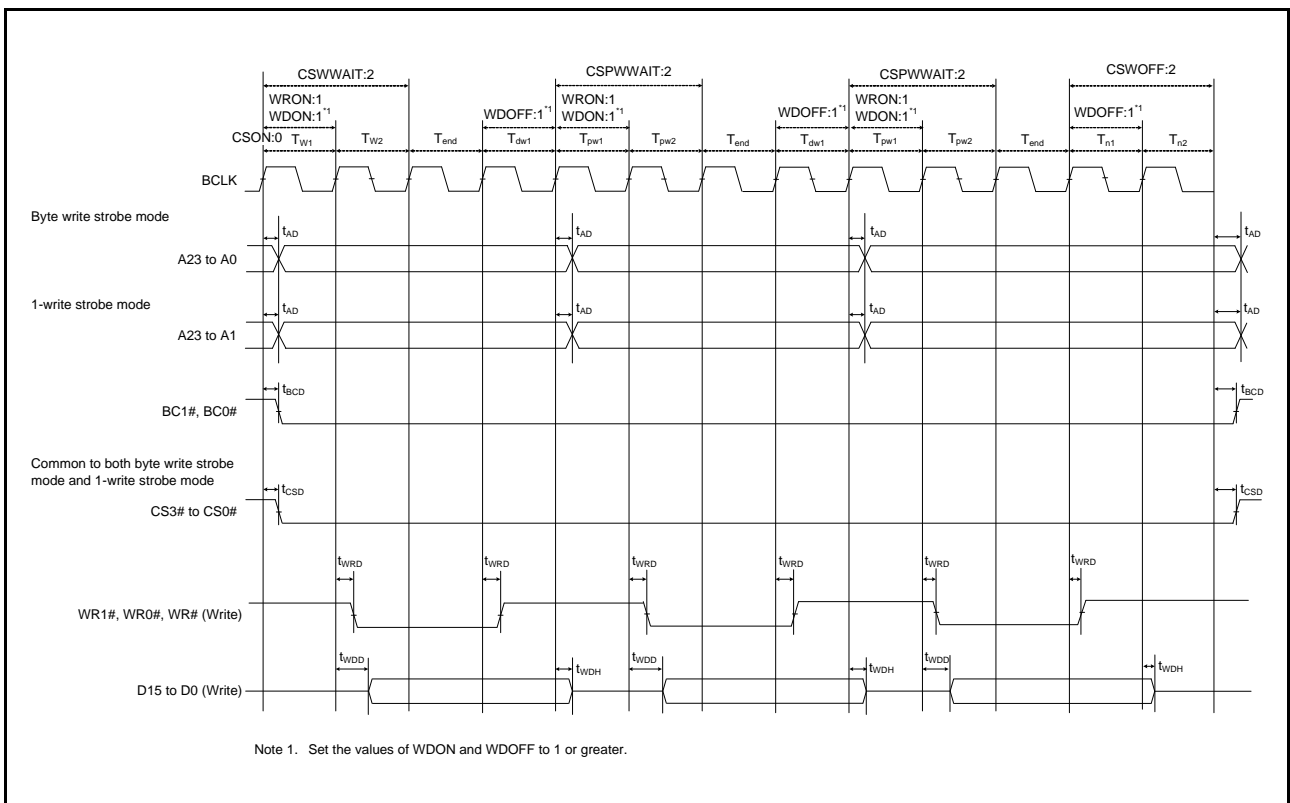 CSWWAIT:2 CSPWWAIT:2 CSPWWAIT:2 CSWOFF:2
WRON:1 WRON:1 WRON:1
WDON:1*1 WDOFF:1*1 WDON:1*1 WDOFF:1*1 WDON:1*1 WDOFF:1*1
CSON:0 TW1 TW2 Tend Tdw1 Tpw1 Tpw2 Tend Tdw1 Tpw1 Tpw2 Tend Tn1 Tn2
BCLK
Byte write strobe mode
tAD tAD tAD tAD
A23 to A0
1-write strobe mode
tAD tAD tAD tAD
A23 to A1
tBCD tBCD
BC1#, BC0#
Common to both byte write strobe
mode and 1-write strobe mode
tCSD tCSD
CS3# to CS0#
tWRD tWRD tWRD tWRD tWRD tWRD
WR1#, WR0#, WR# (Write)
tWDD tWDH tWDD tWDH tWDD tWDH
D15 to D0 (Write)
Note 1. Set the values of WDON and WDOFF to 1 or greater.